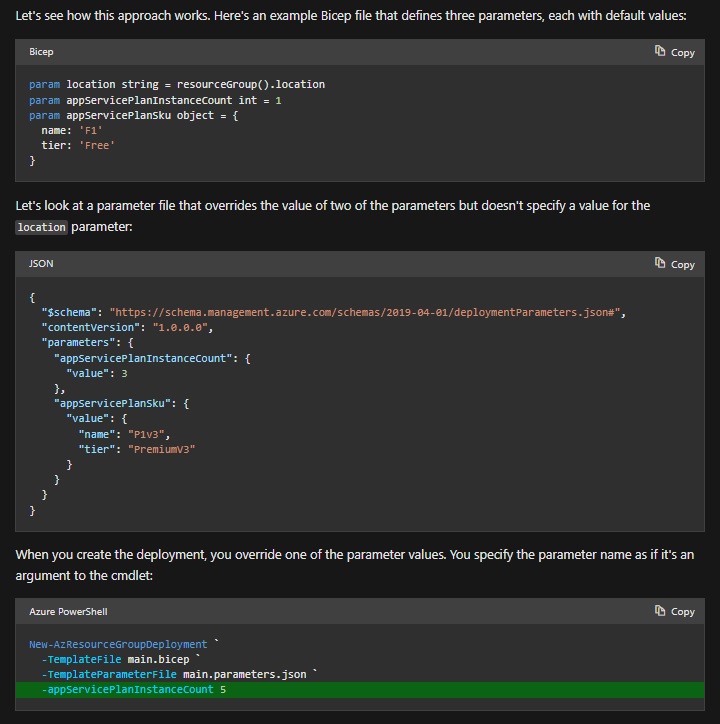 Let's see how this approach works. Here's an example Bicep file that defines three parameters, each with default values:
Bicep
Copy
param location string = resourceGroup().location
param appServicePlanInstanceCount int = 1
param appServicePlanSku object = {
  name: 'F1'
  tier: 'Free'
}
Let's look at a parameter file that overrides the value of two of the parameters but doesn't specify a value for the
location parameter:
JSON
Copy
{
  "$schema": "https://schema.management.azure.com/schemas/2019-04-01/deploymentParameters.json#",
  "contentVersion": "1.0.0.0",
  "parameters": {
    "appServicePlanInstanceCount": {
      "value": 3
    },
    "appServicePlanSku": {
      "value": {
        "name": "P1v3",
        "tier": "PremiumV3"
      }
    }
  }
}
When you create the deployment, you override one of the parameter values. You specify the parameter name as if it's an
argument to the cmdlet:
Azure PowerShell
Copy
New-AzResourceGroupDeployment `
  -TemplateFile main.bicep `
  -TemplateParameterFile main.parameters.json `
  -appServicePlanInstanceCount 5